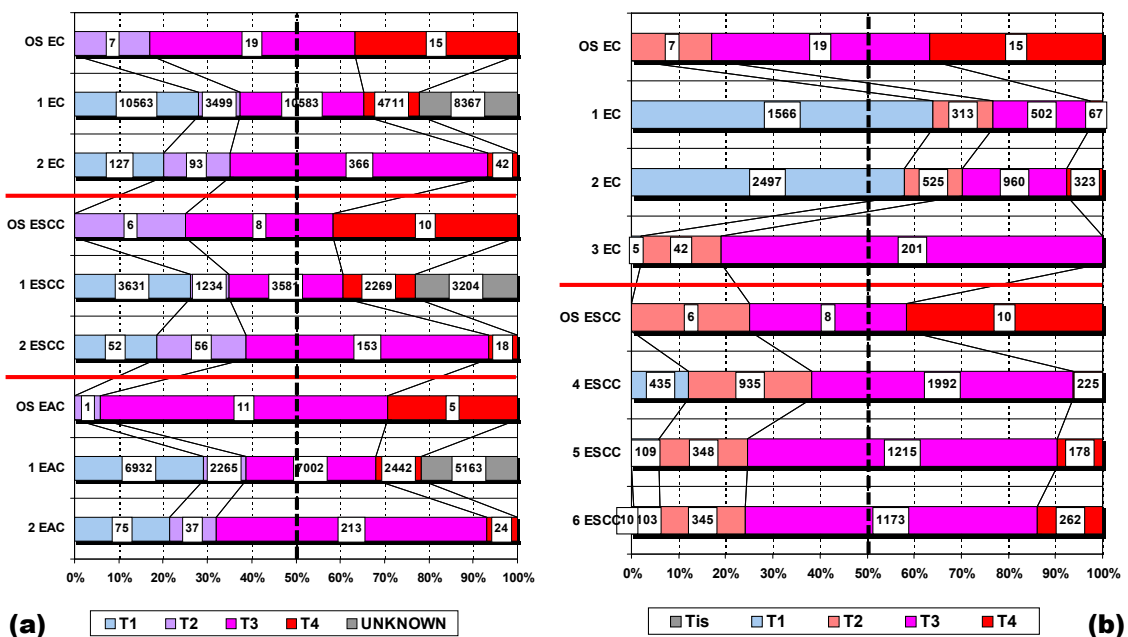 OS EC 7 19 15
1 EC 10563 3499 10583 4711 8367
2 EC 127 93 366 42
OS ESCC 6 8 10
1 ESCC 3631 1234 3581 2269 3204
2 ESCC 52 56 153 18
OS EAC 1 11 5
1 EAC 6932 2265 7002 2442 5163
2 EAC 75 37 213 24
0% 10% 20% 30% 40% 50% 60% 70% 80% 90% 100%
(a) T1 T2 T3 T4 UNKNOWN
OS EC 7 19 15
1 EC 1566 313 502 67
2 EC 2497 525 960 323
3 EC 5 42 201
OS ESCC 6 8 10
4 ESCC 435 935 1992 225
5 ESCC 109 348 1215 178
6 ESCC 10 103 345 1173 262
0% 10% 20% 30% 40% 50% 60% 70% 80% 90% 100%
Tis T1 T2 T3 T4 (b)